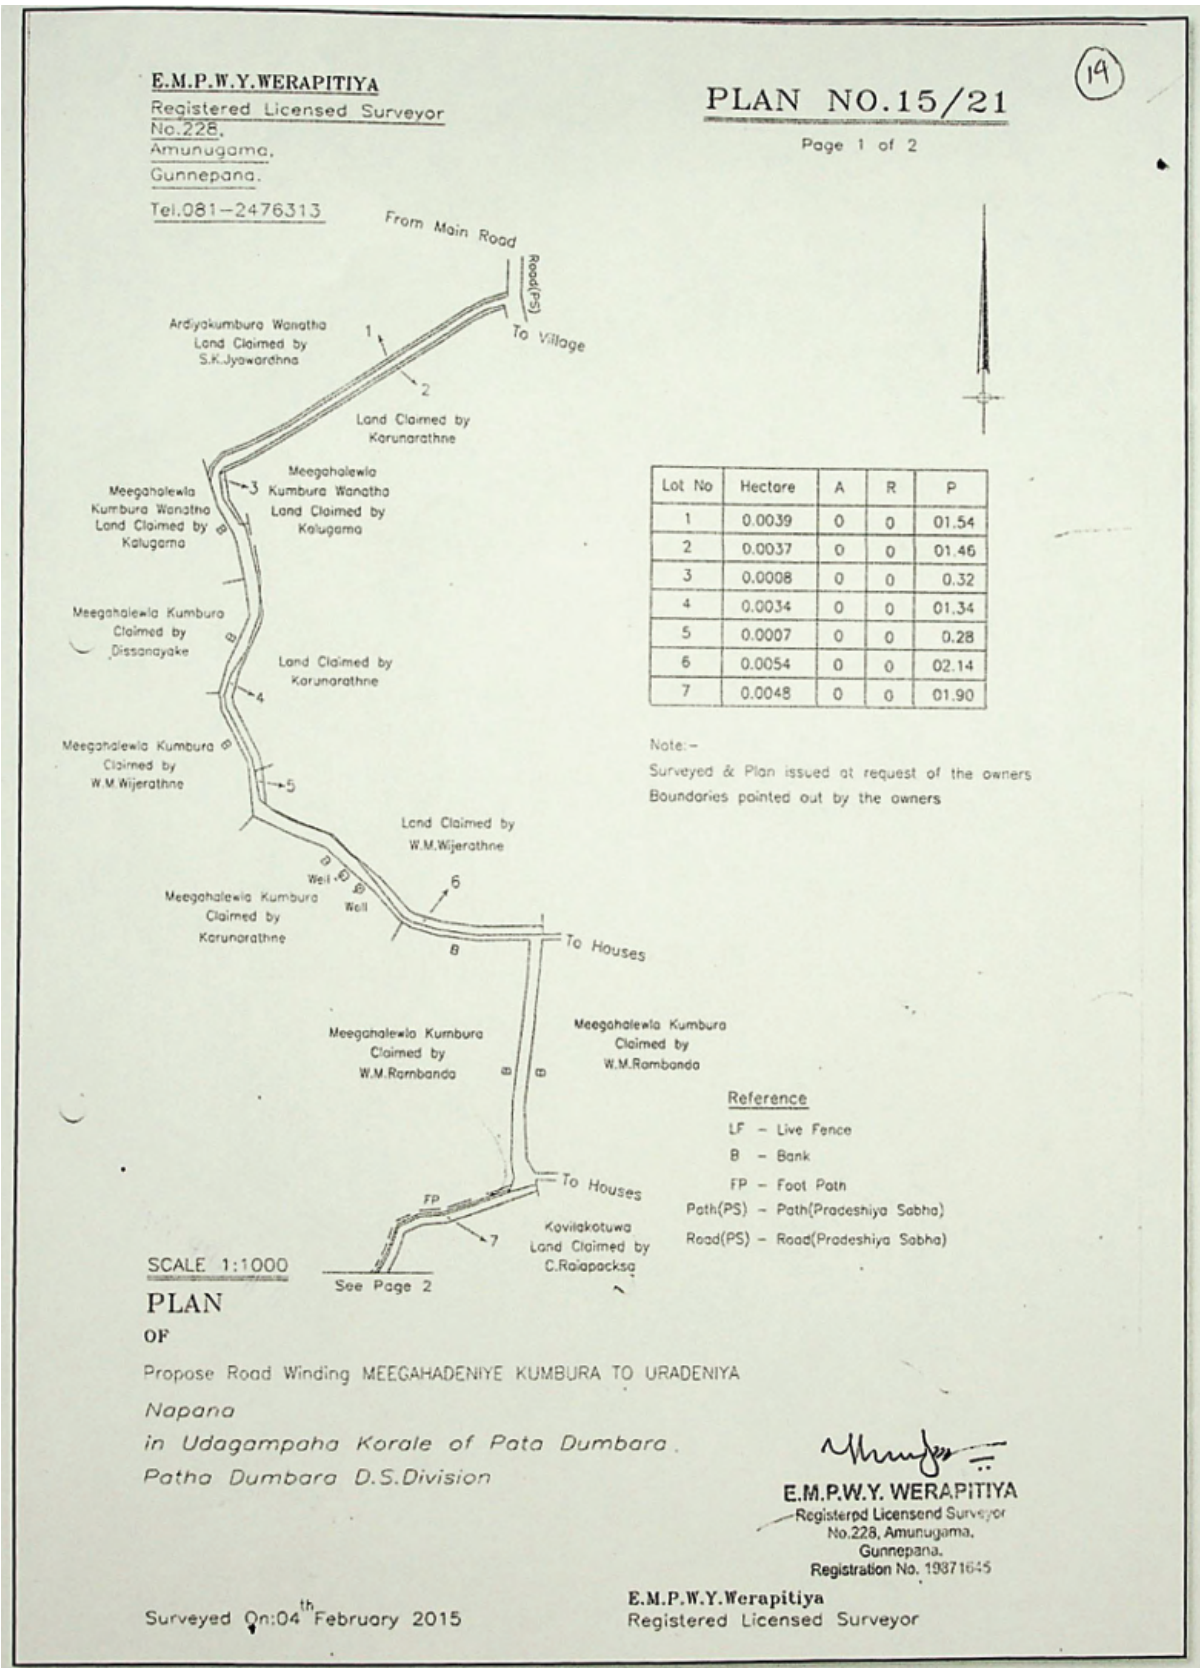 14
E.M.P.W.Y.WERAPITIYA
Registered Licensed Surveyor
No.228,
Amunugama,
Gunnepana.
Tel.081-2476313
PLAN NO.15/21
Page 1 of 2
From Main Road
Road(PS)
To Village
Ardiyakumbura Wanatha
Land Claimed by
S.K.Jyawardhna
1
2
Land Claimed by
Karunarathne
3
Meegahalewla
Kumbura Wanatha
Land Claimed by
Kalugama
Meegahalewla
Kumbura Wanatha
Land Claimed by
Kalugama
B
Meegahalewla Kumbura
Claimed by
Dissanayake
B
Land Claimed by
Karunarathne
4
Meegahalewla Kumbura
Claimed by
W.M.Wijerathne
B
5
Land Claimed by
W.M.Wijerathne
B
Well
Well
6
Meegahalewla Kumbura
Claimed by
Karunarathne
B
To Houses
Meegahalewla Kumbura
Claimed by
W.M.Rambanda
B
B
Meegahalewla Kumbura
Claimed by
W.M.Rambanda
To Houses
FP
7
Kovilakotuwa
Land Claimed by
C.Rajapacksa
See Page 2
Lot No Hectare A R P
1 0.0039 0 0 01.54
2 0.0037 0 0 01.46
3 0.0008 0 0 0.32
4 0.0034 0 0 01.34
5 0.0007 0 0 0.28
6 0.0054 0 0 02.14
7 0.0048 0 0 01.90
Note:-
Surveyed & Plan issued at request of the owners
Boundaries pointed out by the owners
Reference
LF - Live Fence
B - Bank
FP - Foot Path
Path(PS) - Path(Pradeshiya Sabha)
Road(PS) - Road(Pradeshiya Sabha)
SCALE 1:1000
PLAN
OF
Propose Road Winding MEEGAHADENIYE KUMBURA TO URADENIYA
Napana
in Udagampaha Korale of Pata Dumbara.
Patha Dumbara D.S.Division
E.M.P.W.Y. WERAPITIYA
Registerpd Licensend Surveyor
No.228, Amunugama,
Gunnepana.
Registration No. 19871645
E.M.P.W.Y.Werapitiya
Registered Licensed Surveyor
Surveyed On:04th February 2015